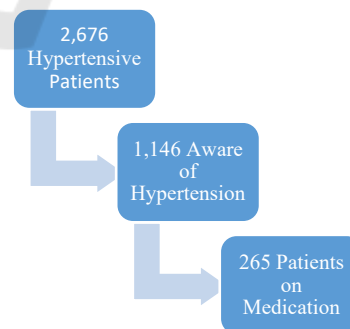 2,676
Hypertensive
Patients
1,146 Aware
of
Hypertension
265 Patients
on
Medication